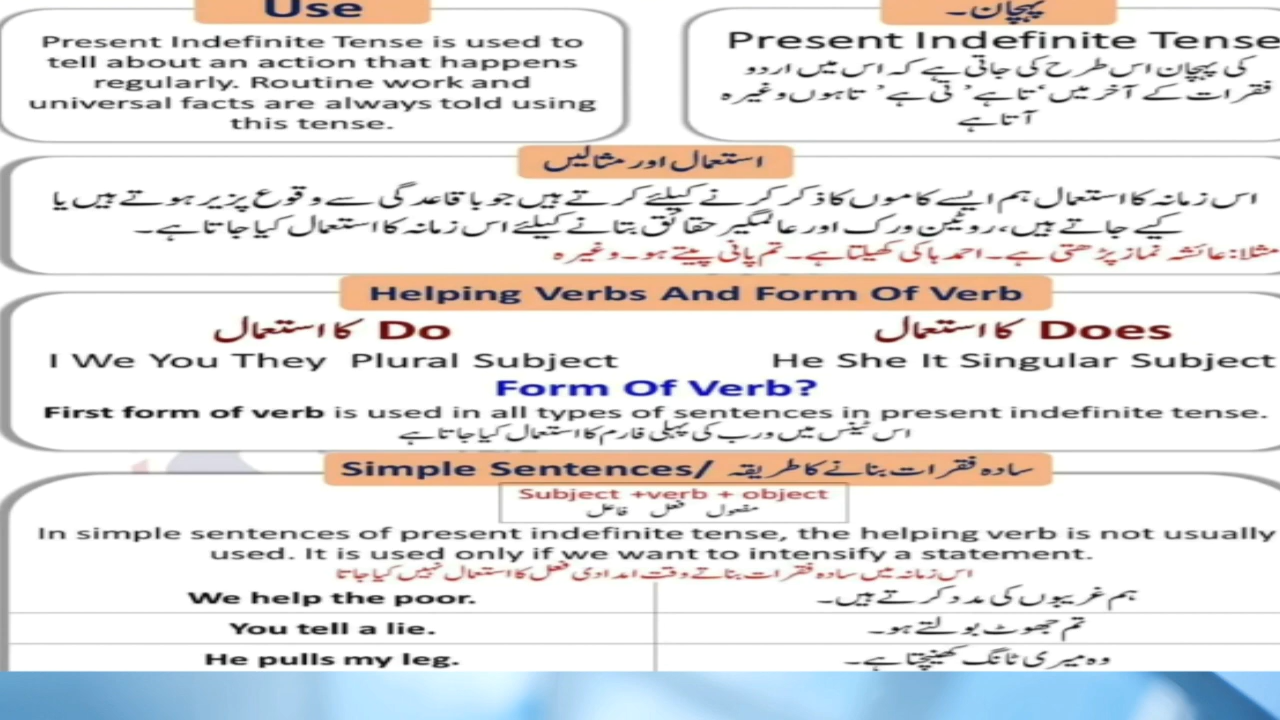 Use
Present Indefinite Tense is used to
tell about an action that happens
regularly. Routine work and
universal facts are always told using
this tense.
پہچان۔
Present Indefinite Tense
کی پہچان اس طرح کی جاتی ہے کہ اس میں اردو
فقرات کے آخر میں ‘تا ہے’ تی ہے’ تا ہوں وغیرہ
آتا ہے
استعمال اور مثالیں
اس زمانہ کا استعمال ہم ایسے کاموں کا ذکر کرنے کیلئے کرتے ہیں جو باقاعدگی سے وقوع پزیر ہوتے ہیں یا
کیے جاتے ہیں، روٹین ورک اور عالمگیر حقائق بتانے کیلئے اس زمانہ کا استعمال کیا جاتا ہے۔
مثلا: عائشہ نماز پڑھتی ہے۔ احمد ہاکی کھیلتا ہے۔ تم پانی پیتے ہو۔ وغیرہ
Helping Verbs And Form Of Verb
Do کا استعمال
I We You They Plural Subject
Does کا استعمال
He She It Singular Subject
Form Of Verb?
First form of verb is used in all types of sentences in present indefinite tense.
اس ٹینس میں ورب کی پہلی فارم کا استعمال کیا جاتا ہے
Simple Sentences/ سادہ فقرات بنانے کا طریقہ
Subject +verb + object
فاعل فعل مفعول
In simple sentences of present indefinite tense, the helping verb is not usually
used. It is used only if we want to intensify a statement.
اس زمانہ میں سادہ فقرات بناتے وقت امدادی فعل کا استعمال نہیں کیا جاتا
We help the poor. ہم غریبوں کی مدد کرتے ہیں۔
You tell a lie. تم جھوٹ بولتے ہو۔
He pulls my leg. وہ میری ٹانگ کھینچتا ہے۔